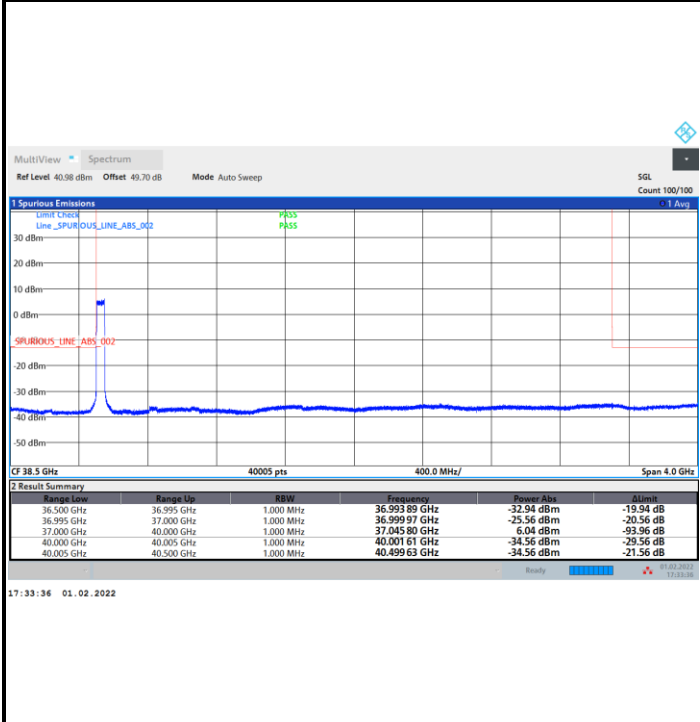 MultiView Spectrum
Ref Level 40.98 dBm Offset 49.70 dB Mode Auto Sweep SGL
Count 100/100
1 Spurious Emissions 1 Avg
Limit Check PASS
Line _SPURIOUS_LINE_ABS_002 PASS
30 dBm
20 dBm
10 dBm
0 dBm
_SPURIOUS_LINE_ABS_002
-20 dBm
-30 dBm
-40 dBm
-50 dBm
CF 38.5 GHz 40005 pts 400.0 MHz/ Span 4.0 GHz
2 Result Summary
Range Low Range Up RBW Frequency Power Abs ΔLimit
36.500 GHz 36.995 GHz 1.000 MHz 36.993 89 GHz -32.94 dBm -19.94 dB
36.995 GHz 37.000 GHz 1.000 MHz 36.999 97 GHz -25.56 dBm -20.56 dB
37.000 GHz 40.000 GHz 1.000 MHz 37.045 80 GHz 6.04 dBm -93.96 dB
40.000 GHz 40.005 GHz 1.000 MHz 40.001 61 GHz -34.56 dBm -29.56 dB
40.005 GHz 40.500 GHz 1.000 MHz 40.499 63 GHz -34.56 dBm -21.56 dB
Ready 01.02.2022
17:33:36
17:33:36 01.02.2022